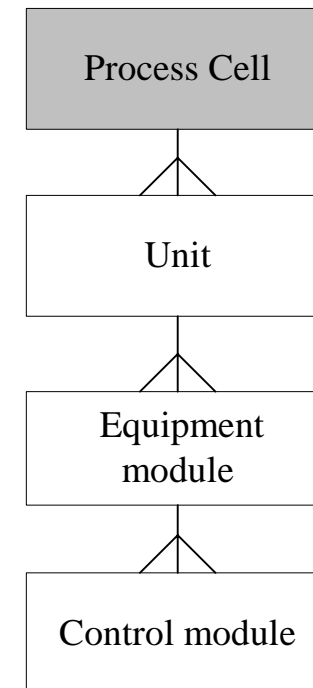 Process Cell
Unit
Equipment
module
Control module